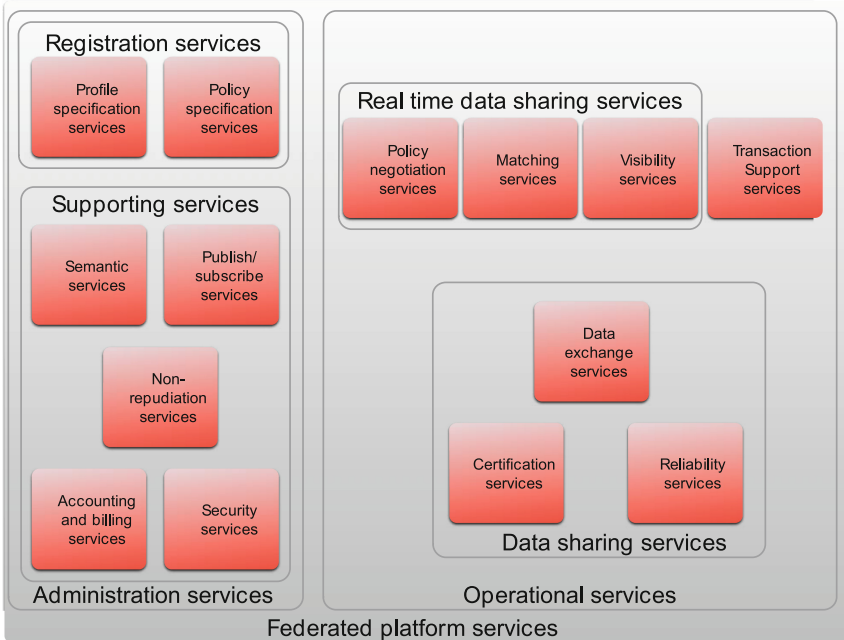 Registration services
Profile
specification
services
Policy
specification
services
Supporting services
Semantic
services
Publish/
subscribe
services
Non-
repudiation
services
Accounting
and billing
services
Security
services
Administration services
Real time data sharing services
Policy
negotiation
services
Matching
services
Visibility
services
Transaction
Support
services
Data
exchange
services
Certification
services
Reliability
services
Data sharing services
Operational services
Federated platform services